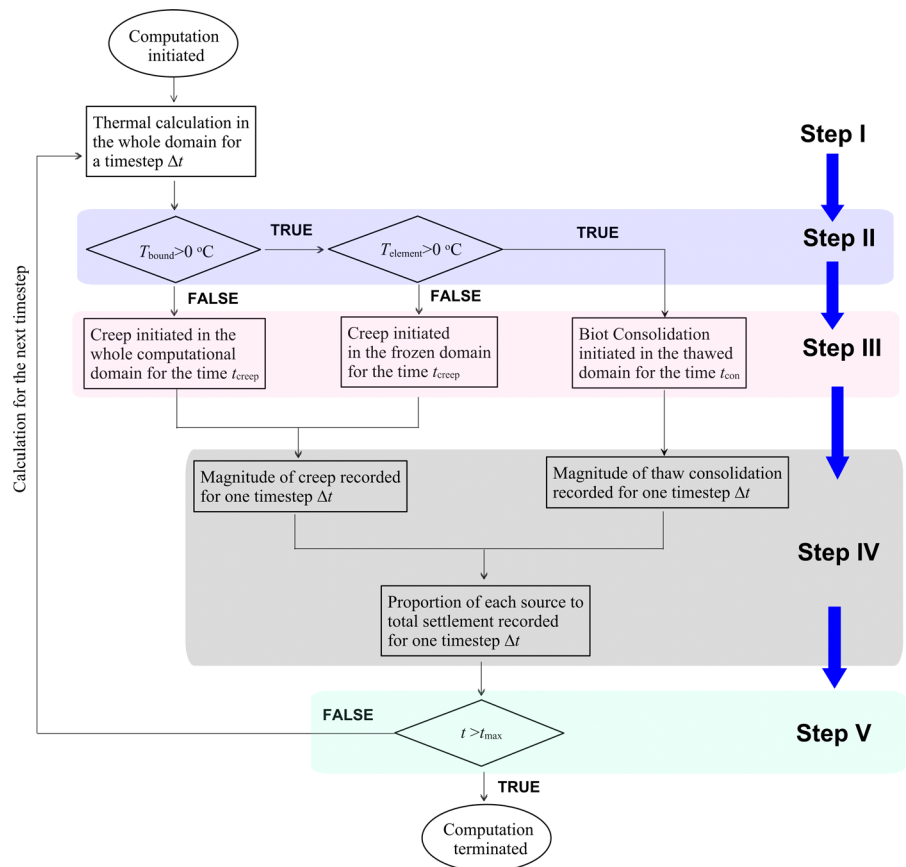 Computation
initiated
Thermal calculation in
the whole domain for
a timestep Δt
Step I
T_bound>0 °C
TRUE
T_element>0 °C
TRUE
Step II
FALSE
FALSE
Creep initiated in the
whole computational
domain for the time t_creep
Creep initiated
in the frozen domain
for the time t_creep
Biot Consolidation
initiated in the thawed
domain for the time t_con
Step III
Calculation for the next timestep
Magnitude of creep recorded
for one timestep Δt
Magnitude of thaw consolidation
recorded for one timestep Δt
Step IV
Proportion of each source to
total settlement recorded
for one timestep Δt
FALSE
t >t_max
Step V
TRUE
Computation
terminated